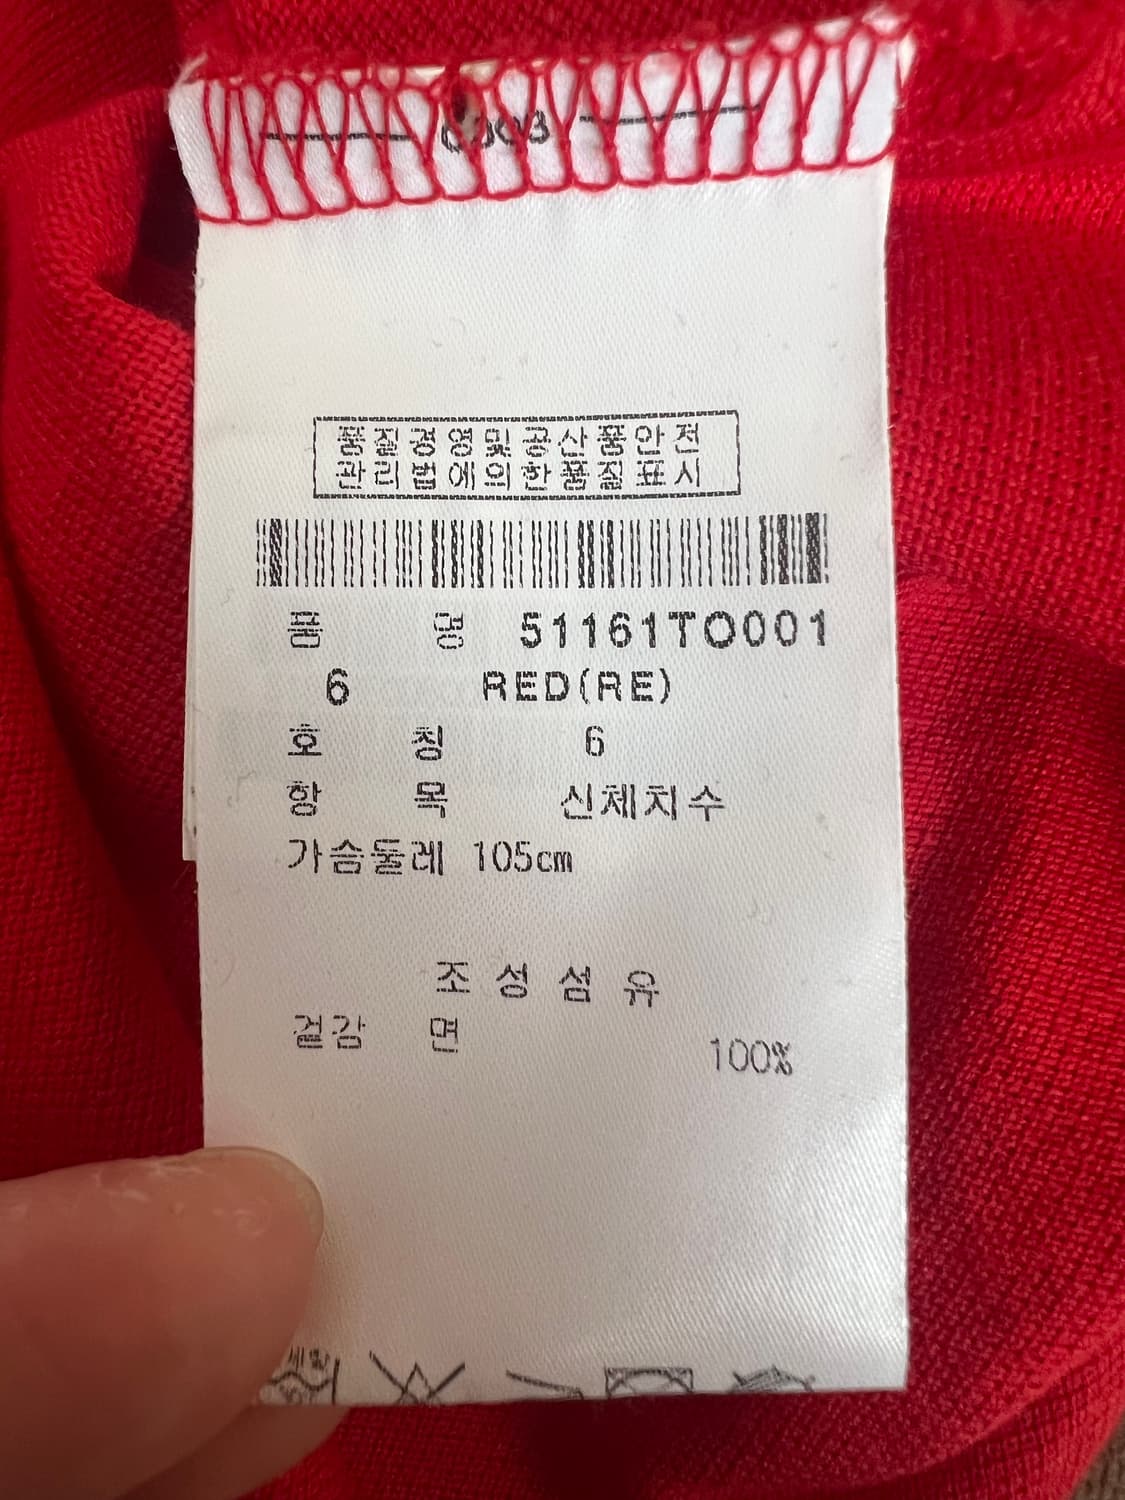 품질경영및공산품안전
관리법에의한품질표시
품 명 51161TO001
6 RED(RE)
호 칭 6
항 목 신체치수
가슴둘레 105cm
조성섬유
겉감 면 100%